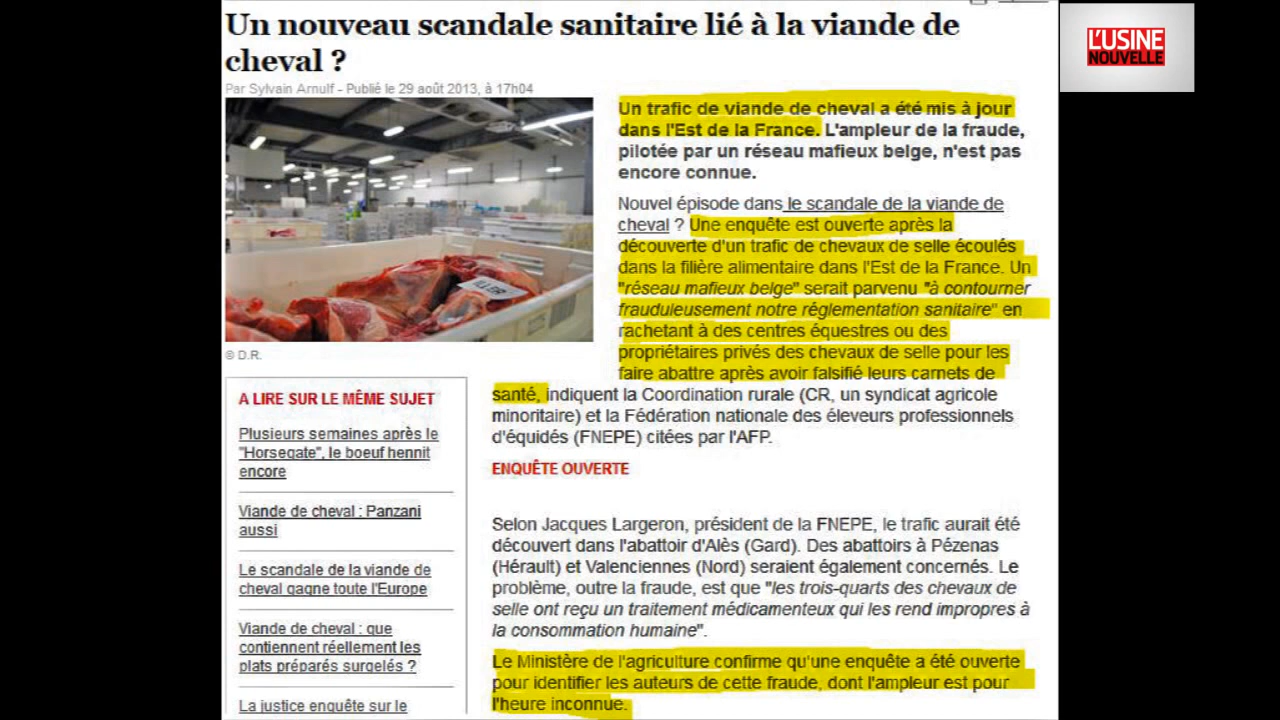 Un nouveau scandale sanitaire lié à la viande de
cheval ?
Par Sylvain Arnulf - Publié le 29 août 2013, à 17h04
L'USINE
NOUVELLE
Un trafic de viande de cheval a été mis à jour
dans l'Est de la France. L'ampleur de la fraude,
pilotée par un réseau mafieux belge, n'est pas
encore connue.
Nouvel épisode dans le scandale de la viande de
cheval ? Une enquête est ouverte après la
découverte d'un trafic de chevaux de selle écoulés
dans la filière alimentaire dans l'Est de la France. Un
"réseau mafieux belge" serait parvenu "à contourner
frauduleusement notre réglementation sanitaire" en
rachetant à des centres équestres ou des
propriétaires privés des chevaux de selle pour les
faire abattre après avoir falsifié leurs carnets de
santé, indiquent la Coordination rurale (CR, un syndicat agricole
minoritaire) et la Fédération nationale des éleveurs professionnels
d'équidés (FNEPE) citées par l'AFP.
ENQUÊTE OUVERTE
Selon Jacques Largeron, président de la FNEPE, le trafic aurait été
découvert dans l'abattoir d'Alès (Gard). Des abattoirs à Pézenas
(Hérault) et Valenciennes (Nord) seraient également concernés. Le
problème, outre la fraude, est que "les trois-quarts des chevaux de
selle ont reçu un traitement médicamenteux qui les rend impropres à
la consommation humaine".
Le Ministère de l'agriculture confirme qu'une enquête a été ouverte
pour identifier les auteurs de cette fraude, dont l'ampleur est pour
l'heure inconnue.
© D.R.
A LIRE SUR LE MÊME SUJET
Plusieurs semaines après le
"Horsegate", le boeuf hennit
encore
Viande de cheval : Panzani
aussi
Le scandale de la viande de
cheval gagne toute l'Europe
Viande de cheval : que
contiennent réellement les
plats préparés surgelés ?
La justice enquête sur le